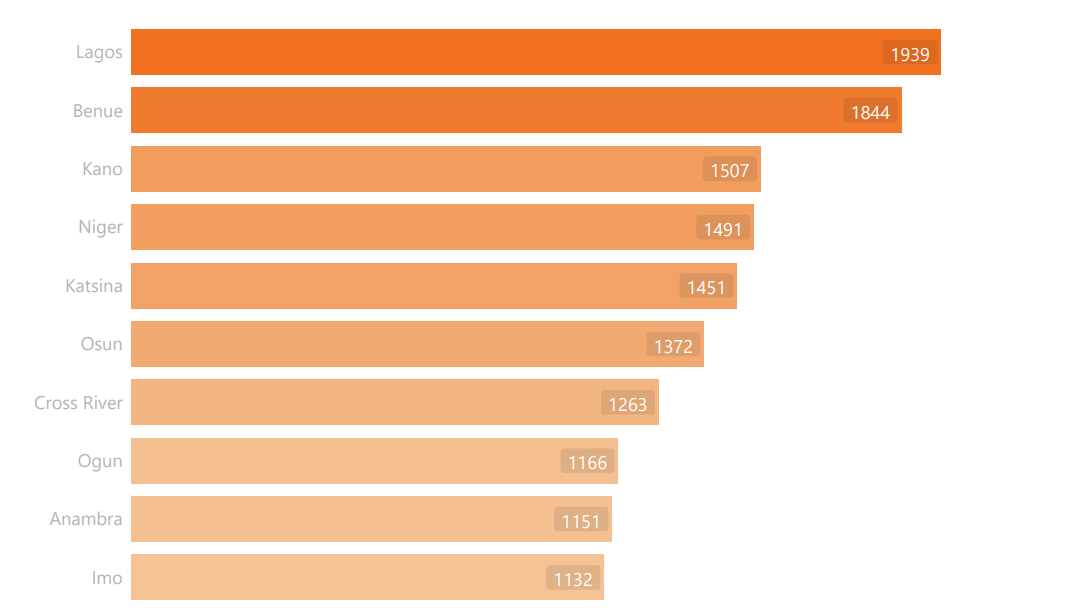 Lagos 1939
Benue 1844
Kano 1507
Niger 1491
Katsina 1451
Osun 1372
Cross River 1263
Ogun 1166
Anambra 1151
Imo 1132